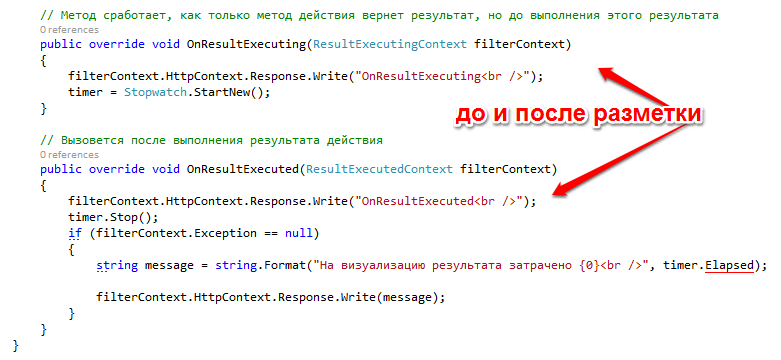 // Метод сработает, как только метод действия вернет результат, но до выполнения этого результата
0 references
public override void OnResultExecuting(ResultExecutingContext filterContext)
{
filterContext.HttpContext.Response.Write("OnResultExecuting<br />");
timer = Stopwatch.StartNew();
}
до и после разметки
// Вызовется после выполнения результата действия
0 references
public override void OnResultExecuted(ResultExecutedContext filterContext)
{
filterContext.HttpContext.Response.Write("OnResultExecuted<br />");
timer.Stop();
if (filterContext.Exception == null)
{
string message = string.Format("На визуализацию результата затрачено {0}<br />", timer.Elapsed);
filterContext.HttpContext.Response.Write(message);
}
}
}